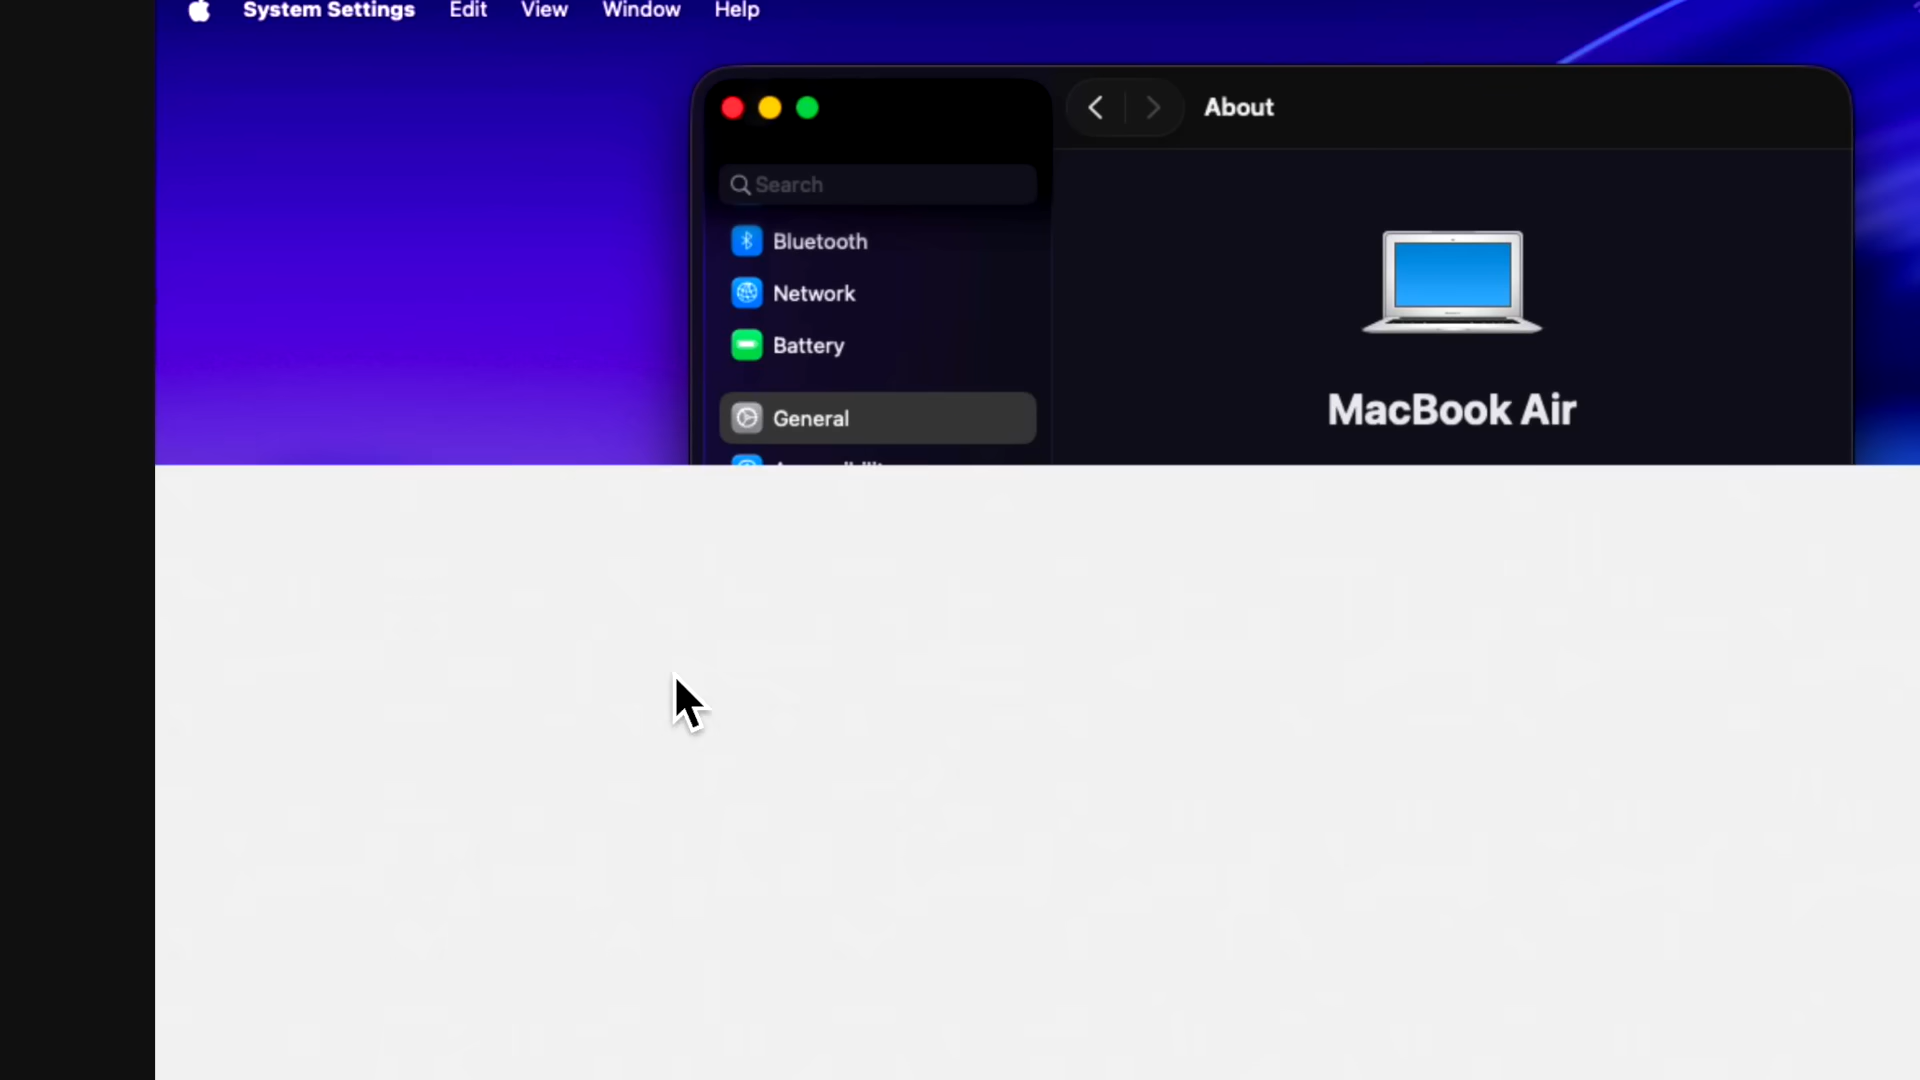 System Settings Edit View Window Help
About
Search
Bluetooth
Network
Battery
General
MacBook Air